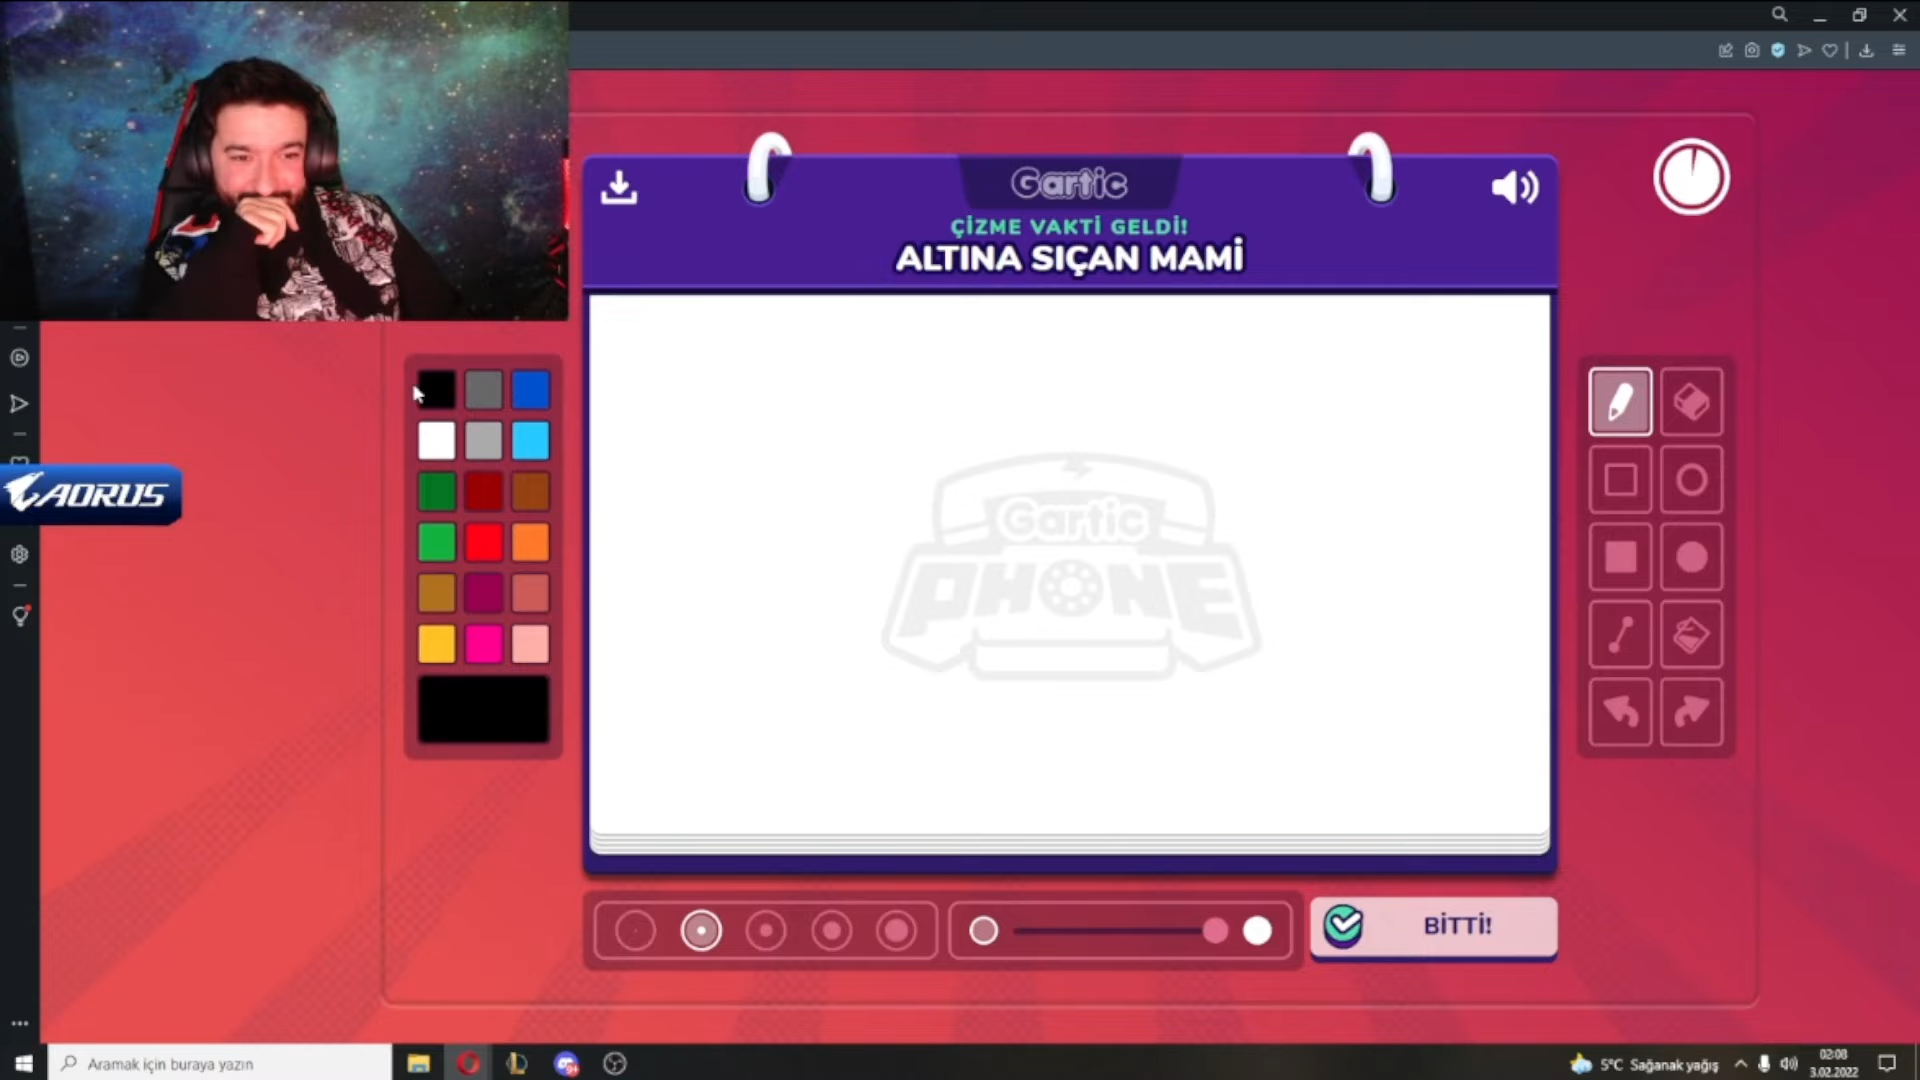 Gartic
ÇİZME VAKTİ GELDİ!
ALTINA SIÇAN MAMİ
AORUS
Gartic
PHONE
BİTTİ!
Aramak için buraya yazın
9+
5°C Sağanak yağış
02:08
3.02.2022